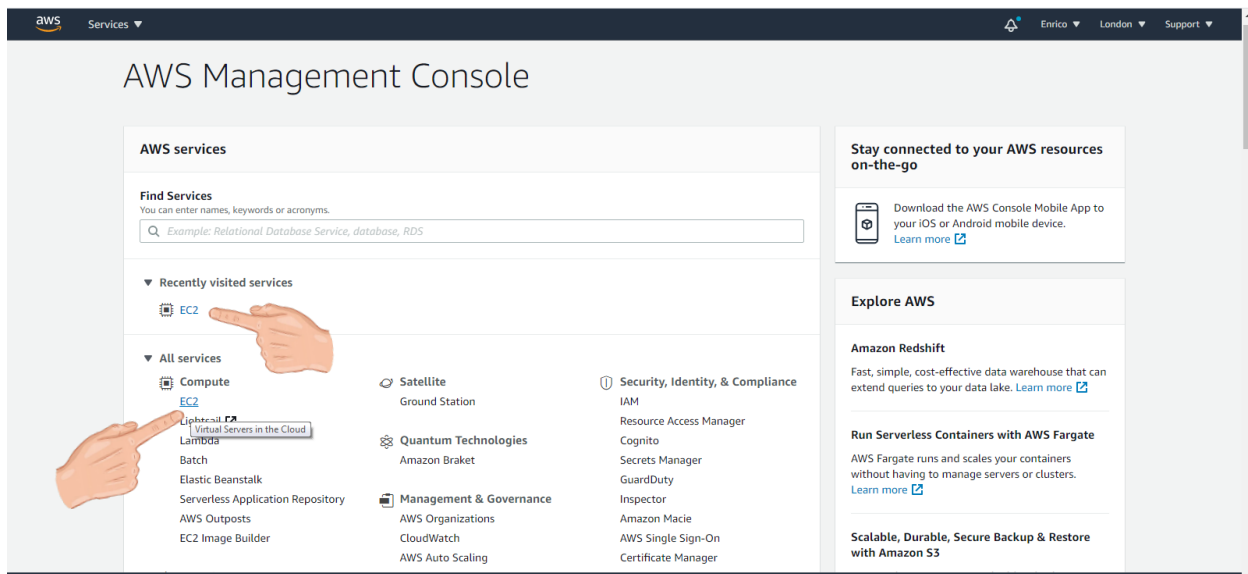 aws
Services ▼
Enrico ▼
London ▼
Support ▼
AWS Management Console
AWS services
Find Services
You can enter names, keywords or acronyms.
Example: Relational Database Service, database, RDS
▼ Recently visited services
EC2
▼ All services
Compute
EC2
Lightsail
Virtual Servers in the Cloud
Lambda
Batch
Elastic Beanstalk
Serverless Application Repository
AWS Outposts
EC2 Image Builder
Satellite
Ground Station
Quantum Technologies
Amazon Braket
Management & Governance
AWS Organizations
CloudWatch
AWS Auto Scaling
Security, Identity, & Compliance
IAM
Resource Access Manager
Cognito
Secrets Manager
GuardDuty
Inspector
Amazon Macie
AWS Single Sign-On
Certificate Manager
Stay connected to your AWS resources
on-the-go
Download the AWS Console Mobile App to
your iOS or Android mobile device.
Learn more
Explore AWS
Amazon Redshift
Fast, simple, cost-effective data warehouse that can
extend queries to your data lake. Learn more
Run Serverless Containers with AWS Fargate
AWS Fargate runs and scales your containers
without having to manage servers or clusters.
Learn more
Scalable, Durable, Secure Backup & Restore
with Amazon S3